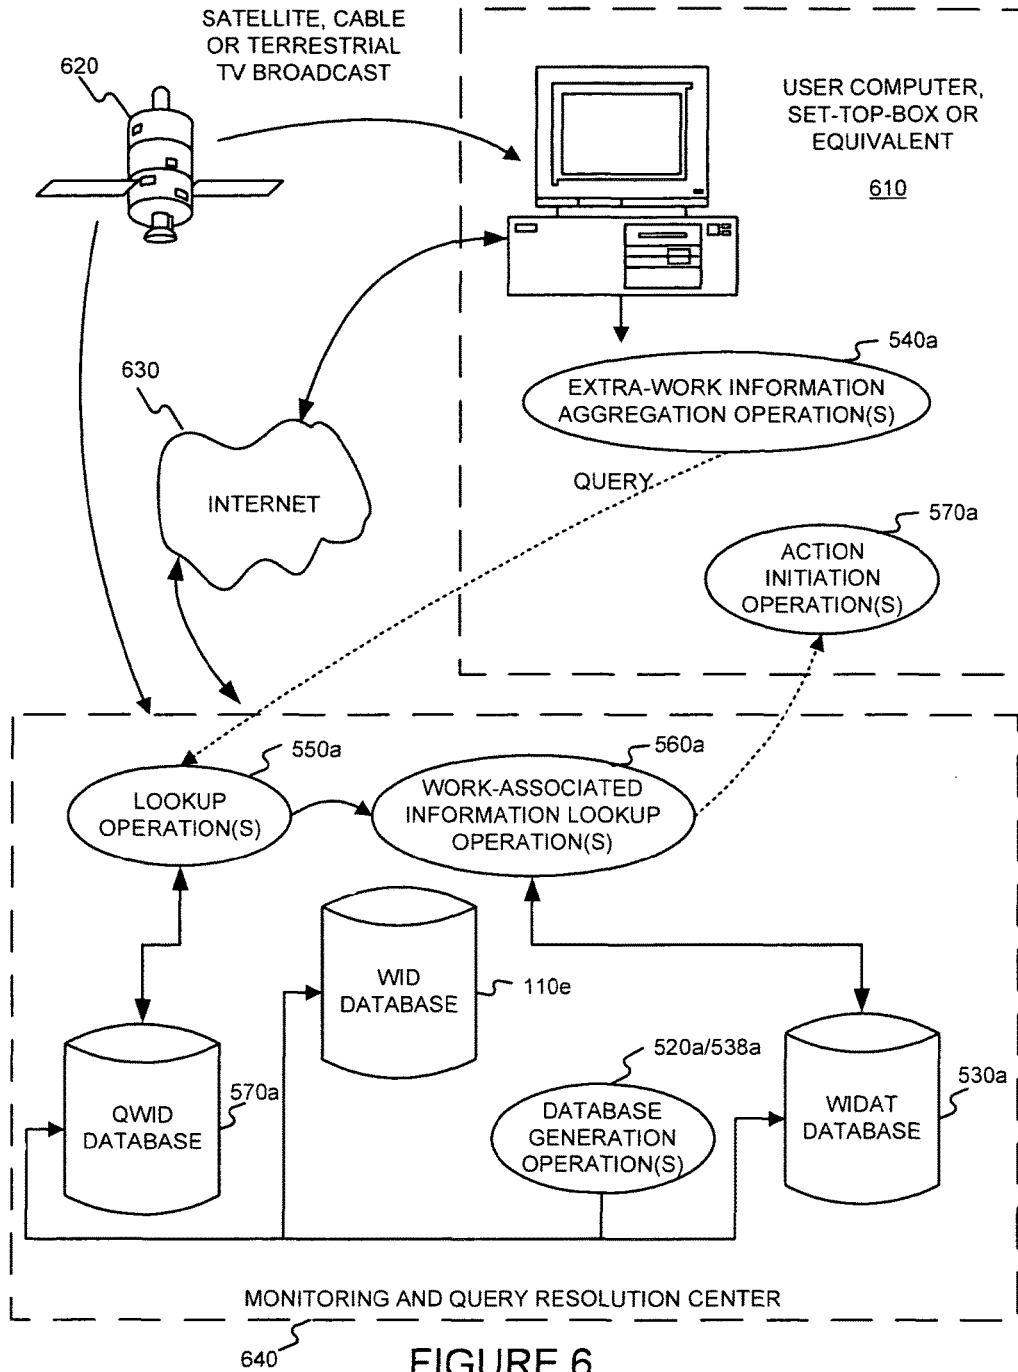 SATELLITE, CABLE
OR TERRESTRIAL
TV BROADCAST
620
USER COMPUTER,
SET-TOP-BOX OR
EQUIVALENT
610
540a
EXTRA-WORK INFORMATION
AGGREGATION OPERATION(S)
630
INTERNET
QUERY
570a
ACTION
INITIATION
OPERATION(S)
550a
LOOKUP
OPERATION(S)
560a
WORK-ASSOCIATED
INFORMATION LOOKUP
OPERATION(S)
WID
DATABASE
110e
QWID
DATABASE
570a
520a/538a
DATABASE
GENERATION
OPERATION(S)
WIDAT
DATABASE
530a
MONITORING AND QUERY RESOLUTION CENTER
640
FIGURE 6